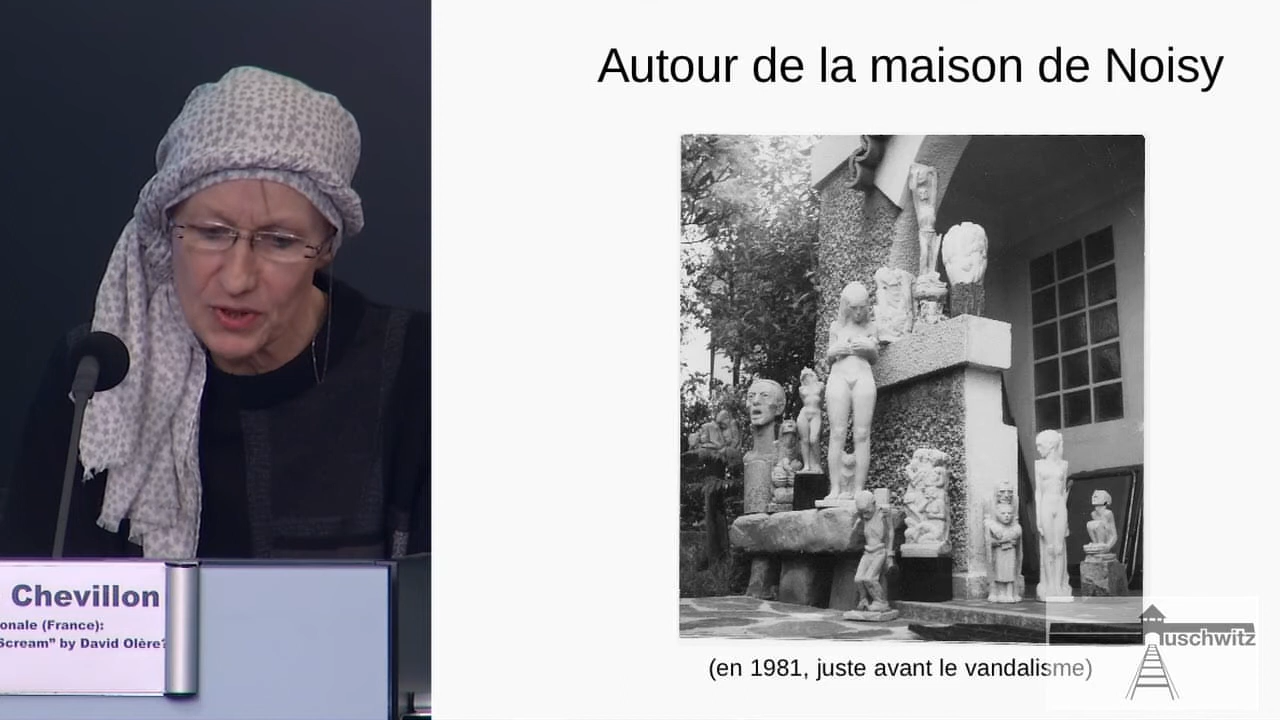 Autour de la maison de Noisy
Chevillon
onale (France):
Scream” by David Olère?
(en 1981, juste avant le vandalisme)
uschwitz